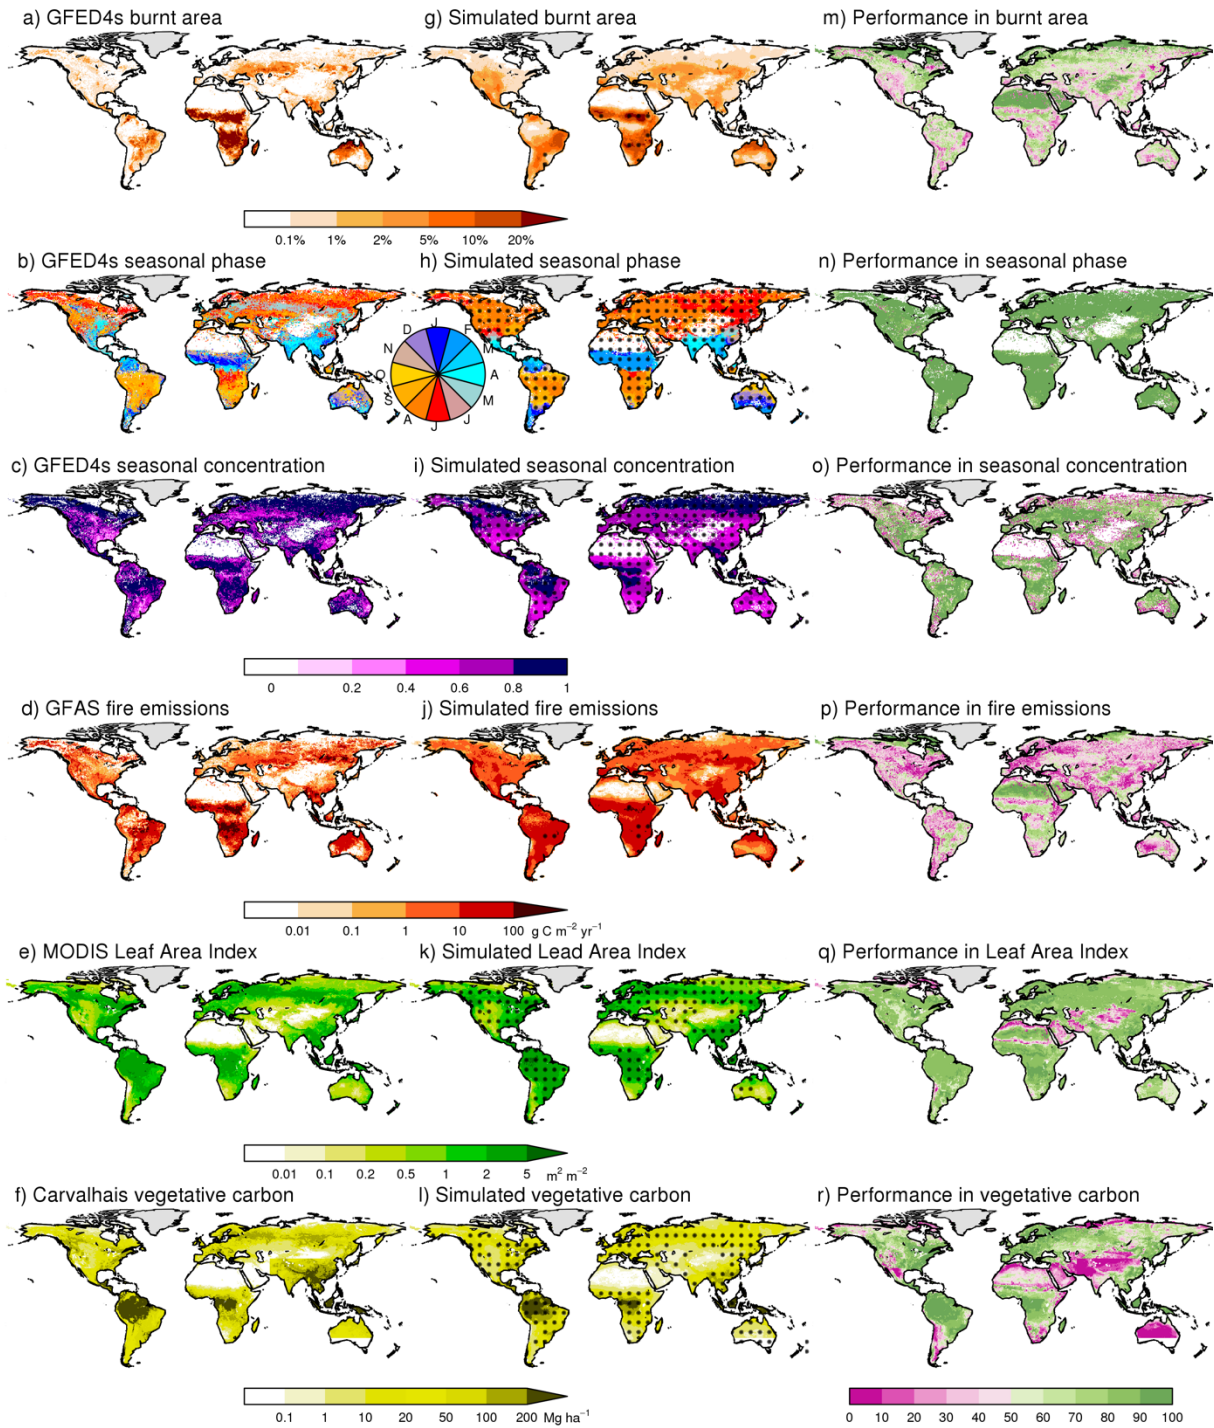 a) GFED4s burnt area
g) Simulated burnt area
m) Performance in burnt area
0.1% 1% 2% 5% 10% 20%
b) GFED4s seasonal phase
h) Simulated seasonal phase
n) Performance in seasonal phase
J F M A M J J A S O N D
c) GFED4s seasonal concentration
i) Simulated seasonal concentration
o) Performance in seasonal concentration
0 0.2 0.4 0.6 0.8 1
d) GFAS fire emissions
j) Simulated fire emissions
p) Performance in fire emissions
0.01 0.1 1 10 100 g C m⁻² yr⁻¹
e) MODIS Leaf Area Index
k) Simulated Lead Area Index
q) Performance in Leaf Area Index
0.01 0.1 0.2 0.5 1 2 5 m² m⁻²
f) Carvalhais vegetative carbon
l) Simulated vegetative carbon
r) Performance in vegetative carbon
0.1 1 10 20 50 100 200 Mg ha⁻¹
0 10 20 30 40 50 60 70 80 90 100